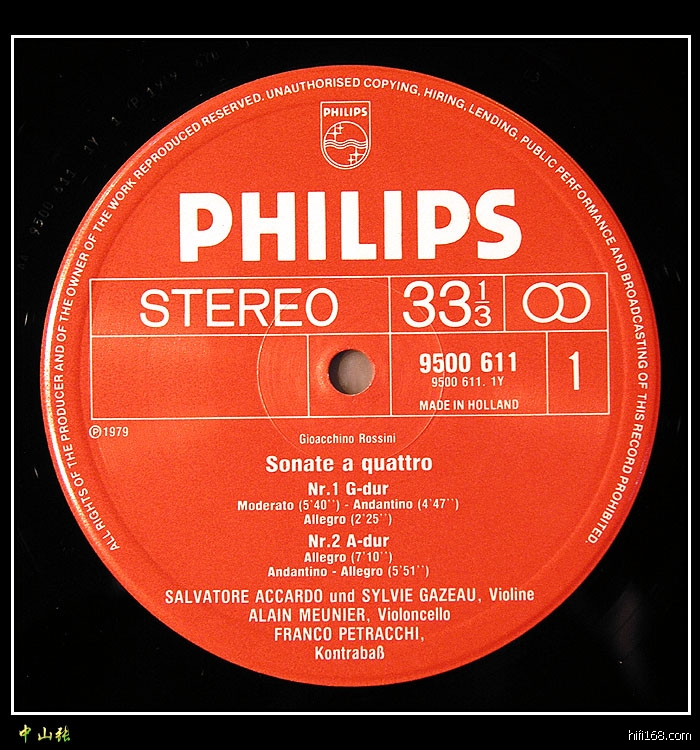 ALL RIGHTS OF THE PRODUCER AND OF THE OWNER OF THE WORK REPRODUCED RESERVED. UNAUTHORISED COPYING, HIRING, LENDING, PUBLIC PERFORMANCE AND BROADCASTING OF THIS RECORD PROHIBITED.
PHILIPS
PHILIPS
STEREO 33 1/3
9500 611 1
9500 611. 1Y
MADE IN HOLLAND
Ⓟ1979
Gioacchino Rossini
Sonate a quattro
Nr.1 G-dur
Moderato (5'40'') - Andantino (4'47'')
Allegro (2'25'')
Nr.2 A-dur
Allegro (7'10'')
Andantino - Allegro (5'51'')
SALVATORE ACCARDO und SYLVIE GAZEAU, Violine
ALAIN MEUNIER, Violoncello
FRANCO PETRACCHI,
Kontrabaß
中山张
hifi168.com